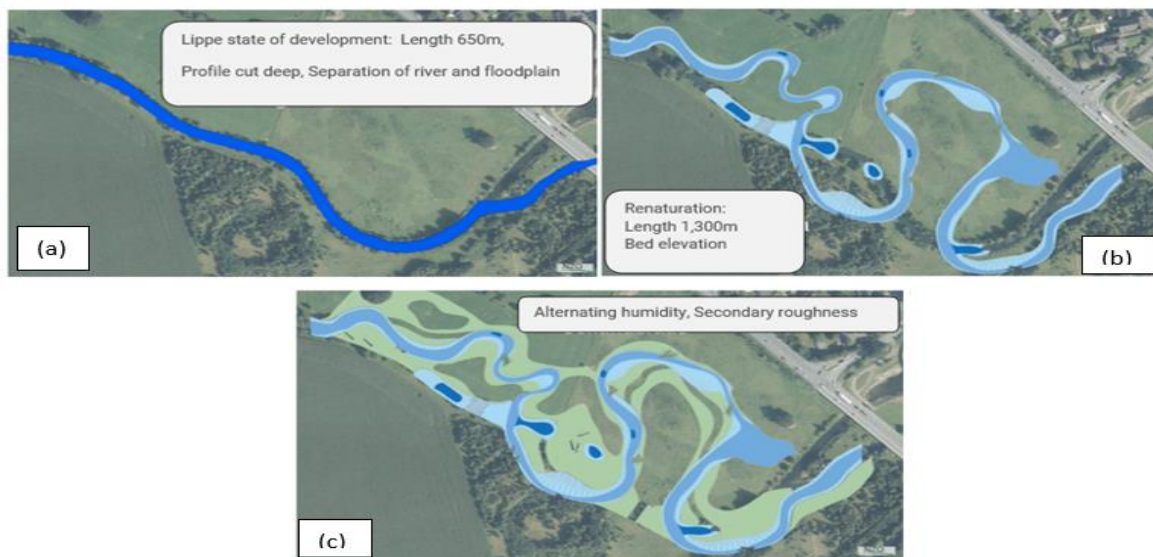 Lippe state of development: Length 650m,
Profile cut deep, Separation of river and floodplain
(a)
Renaturation:
Length 1,300m
Bed elevation
(b)
Alternating humidity, Secondary roughness
(c)